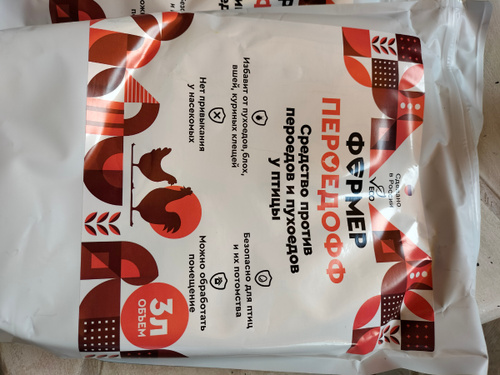 Сделано
в России
ECO
ФЕРМЕР
ПЕРОЕДОФФ
Средство против
пероедов и пухоедов
у птицы
Избавит от пухоедов, блох,
вшей, куриных клещей
Безопасно для птиц
и их потомства
Нет привыкания
у насекомых
Можно обработать
помещение
3Л
ОБЪЕМ